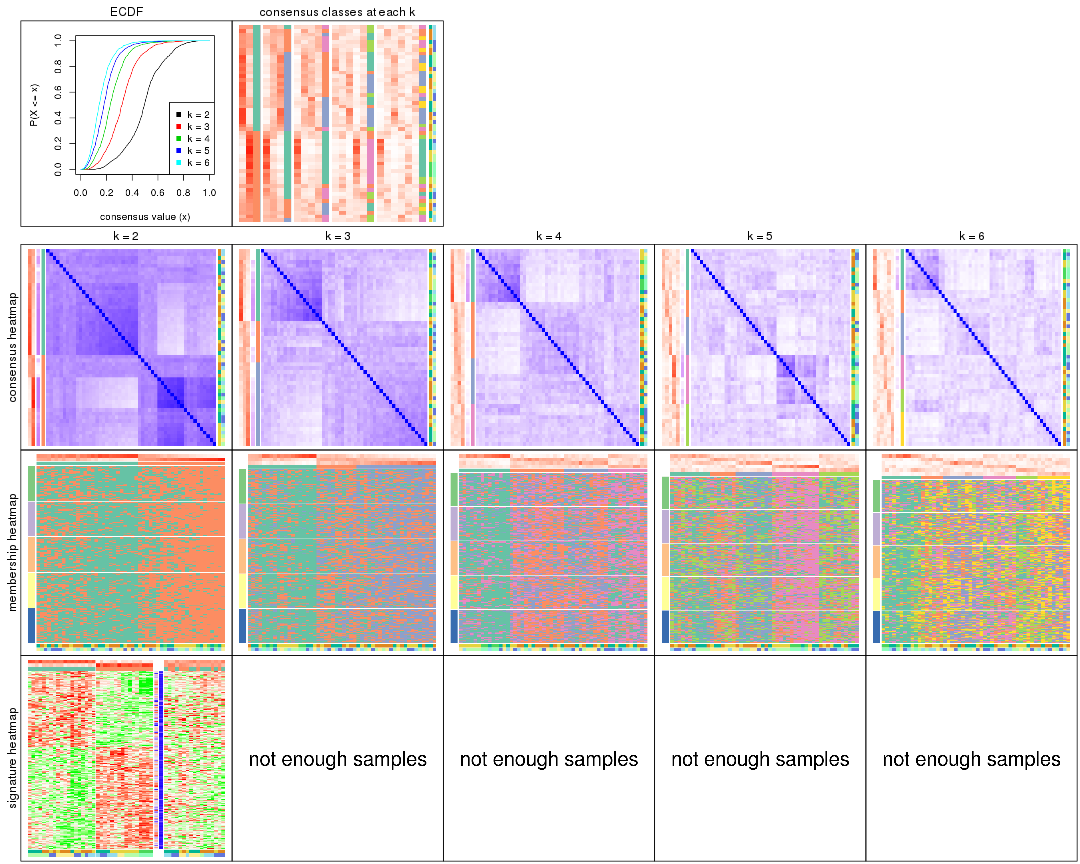 ECDF
consensus classes at each k
P(X <= x)
0.0 0.2 0.4 0.6 0.8 1.0
k = 2
k = 3
k = 4
k = 5
k = 6
0.0 0.2 0.4 0.6 0.8 1.0
consensus value (x)
k = 2 k = 3 k = 4 k = 5 k = 6
consensus heatmap
membership heatmap
signature heatmap
not enough samples not enough samples not enough samples not enough samples